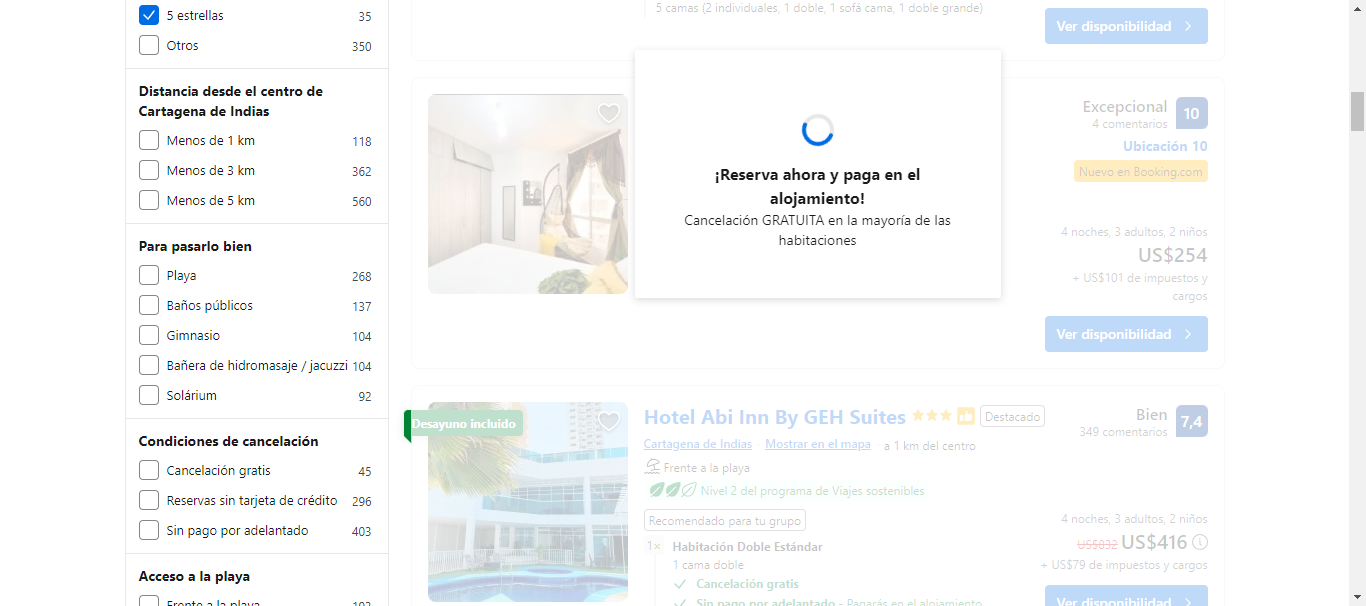 5 estrellas 35
Otros 350
Distancia desde el centro de
Cartagena de Indias
Menos de 1 km 118
Menos de 3 km 362
Menos de 5 km 560
Para pasarlo bien
Playa 268
Baños públicos 137
Gimnasio 104
Bañera de hidromasaje / jacuzzi 104
Solárium 92
Condiciones de cancelación
Cancelación gratis 45
Reservas sin tarjeta de crédito 296
Sin pago por adelantado 403
Acceso a la playa
Frente a la playa 192
5 camas (2 individuales, 1 doble, 1 sofá cama, 1 doble grande)
Ver disponibilidad
¡Reserva ahora y paga en el
alojamiento!
Cancelación GRATUITA en la mayoría de las
habitaciones
Excepcional 10
4 comentarios
Ubicación 10
Nuevo en Booking.com
4 noches, 3 adultos, 2 niños
US$254
+ US$101 de impuestos y
cargos
Ver disponibilidad
Desayuno incluido
Hotel Abi Inn By GEH Suites Destacado
Cartagena de Indias · Mostrar en el mapa a 1 km del centro
Frente a la playa
Nivel 2 del programa de Viajes sostenibles
Recomendado para tu grupo
1× Habitación Doble Estándar
1 cama doble
Cancelación gratis
Sin pago por adelantado - Pagarás en el alojamiento
Bien 7,4
349 comentarios
4 noches, 3 adultos, 2 niños
US$832 US$416
+ US$79 de impuestos y cargos
Ver disponibilidad